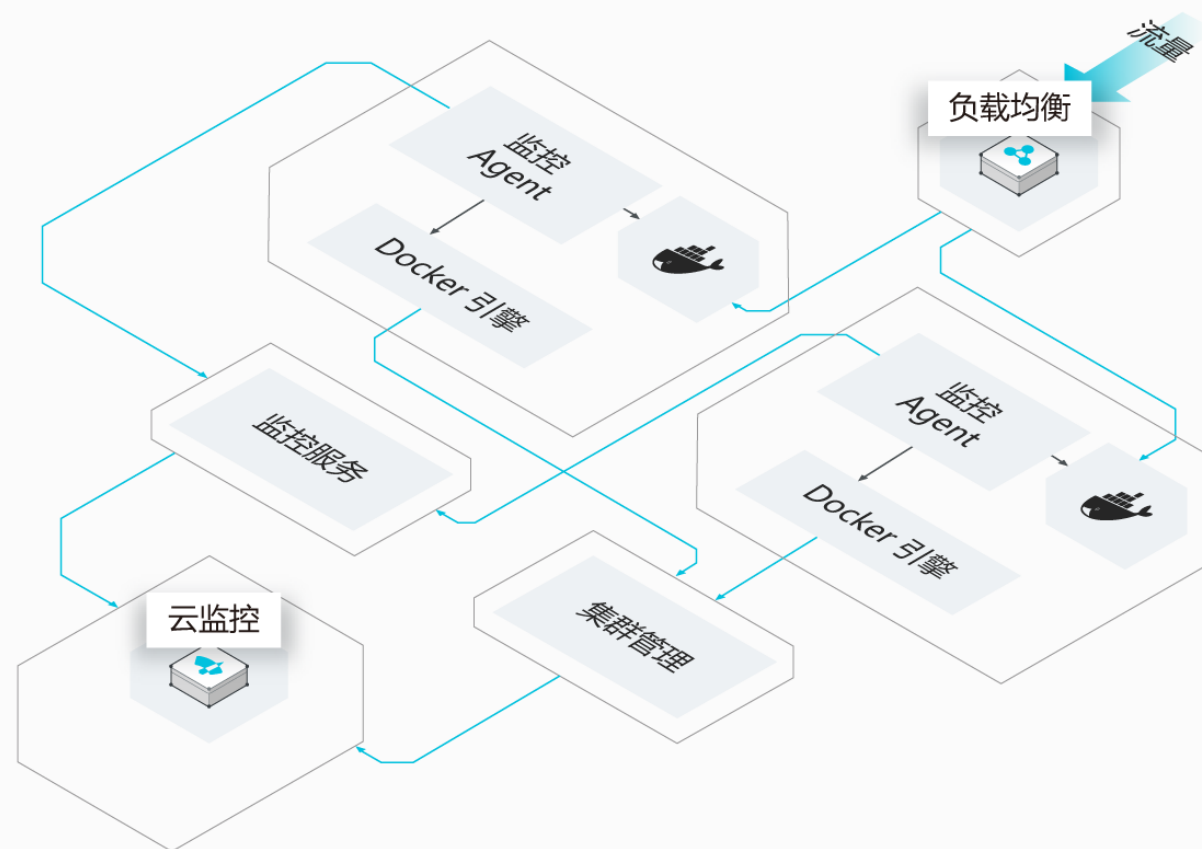 流量
负载均衡
监控
Agent
Docker 引擎
监控
Agent
Docker 引擎
监控服务
集群管理
云监控